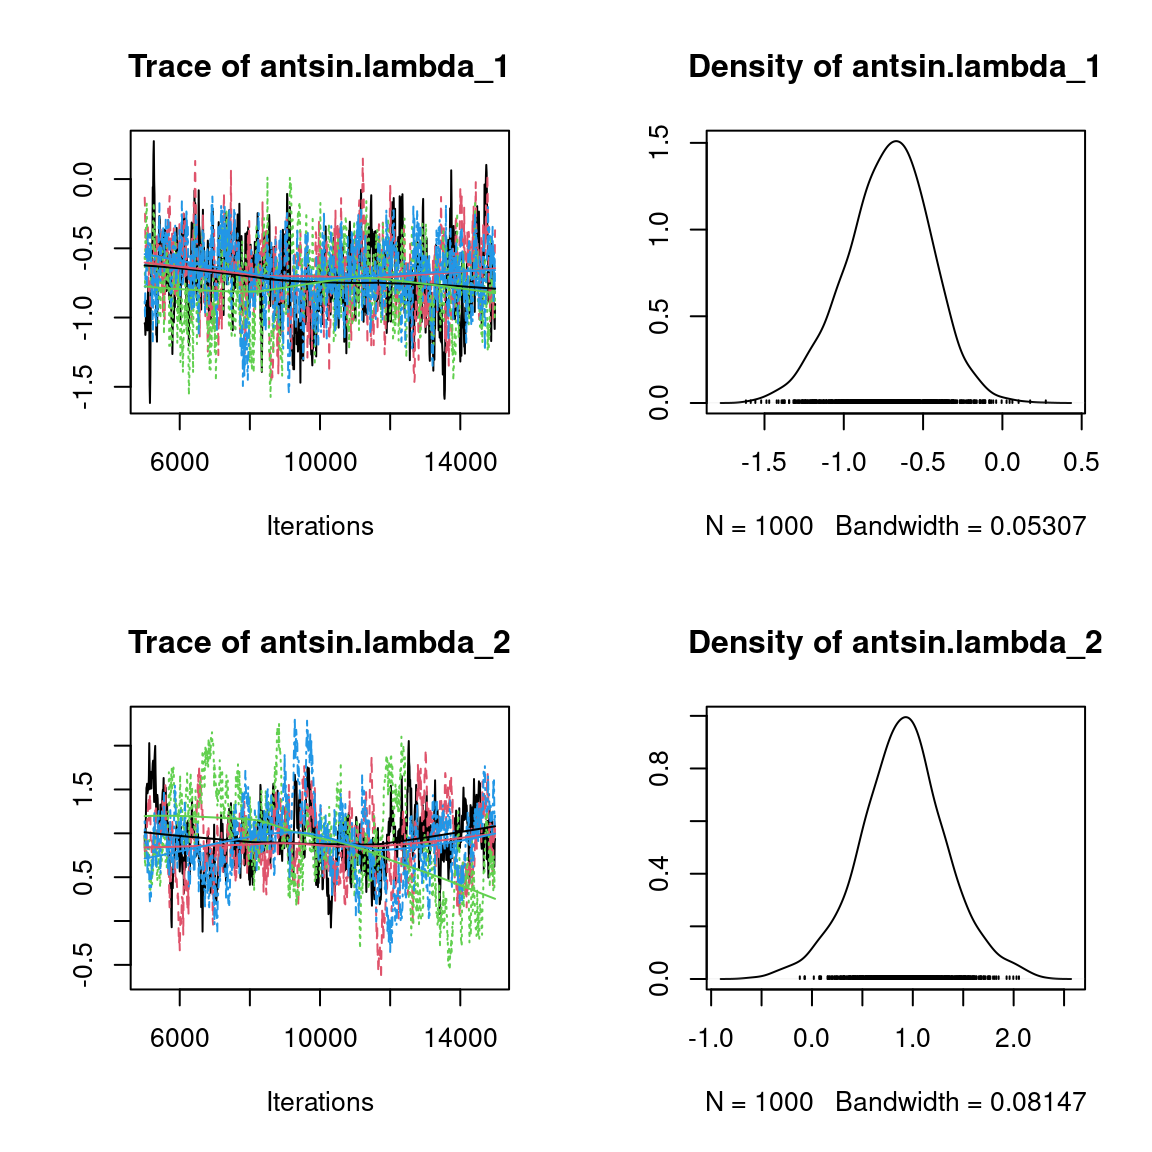 Trace of antsin.lambda_1
0.0
-0.5
-1.0
-1.5
6000 10000 14000
Iterations
Density of antsin.lambda_1
1.5
1.0
0.5
0.0
-1.5 -1.0 -0.5 0.0 0.5
N = 1000 Bandwidth = 0.05307
Trace of antsin.lambda_2
1.5
0.5
-0.5
6000 10000 14000
Iterations
Density of antsin.lambda_2
0.8
0.4
0.0
-1.0 0.0 1.0 2.0
N = 1000 Bandwidth = 0.08147